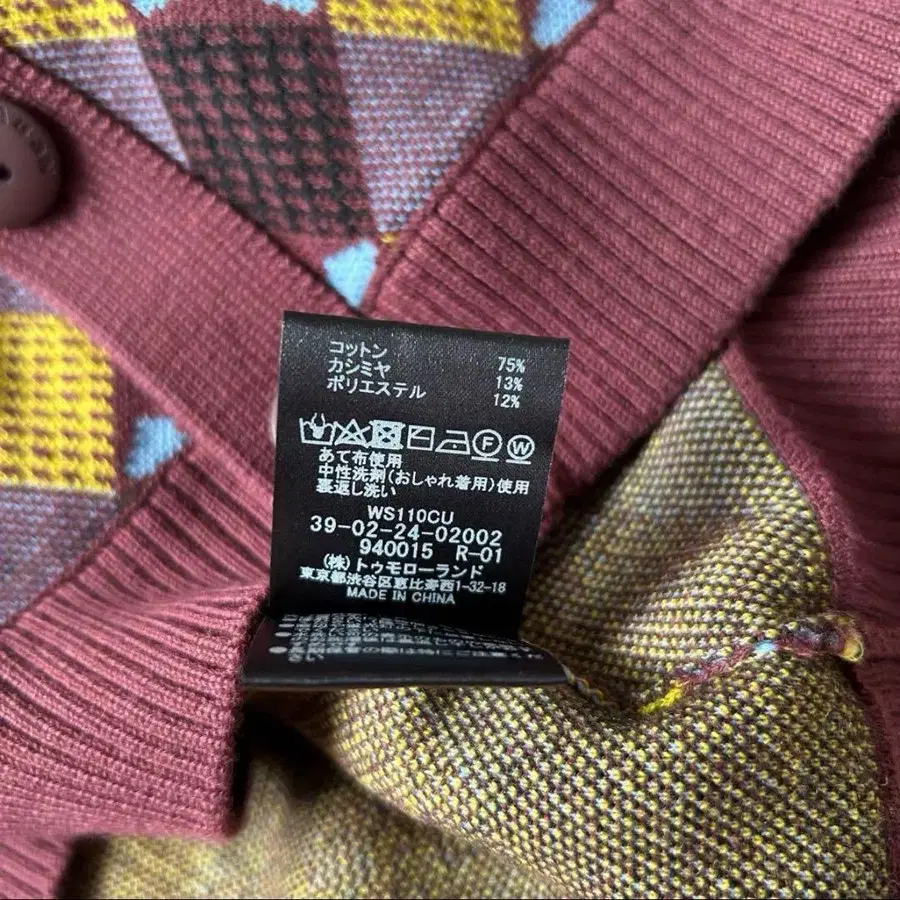 コットン 75%
カシミヤ 13%
ポリエステル 12%
F W
あて布使用
中性洗剤(おしゃれ着用)使用
裏返し洗い
WS110CU
39-02-24-02002
940015 R-01
(株)トゥモローランド
東京都渋谷区恵比寿西1-32-18
MADE IN CHINA